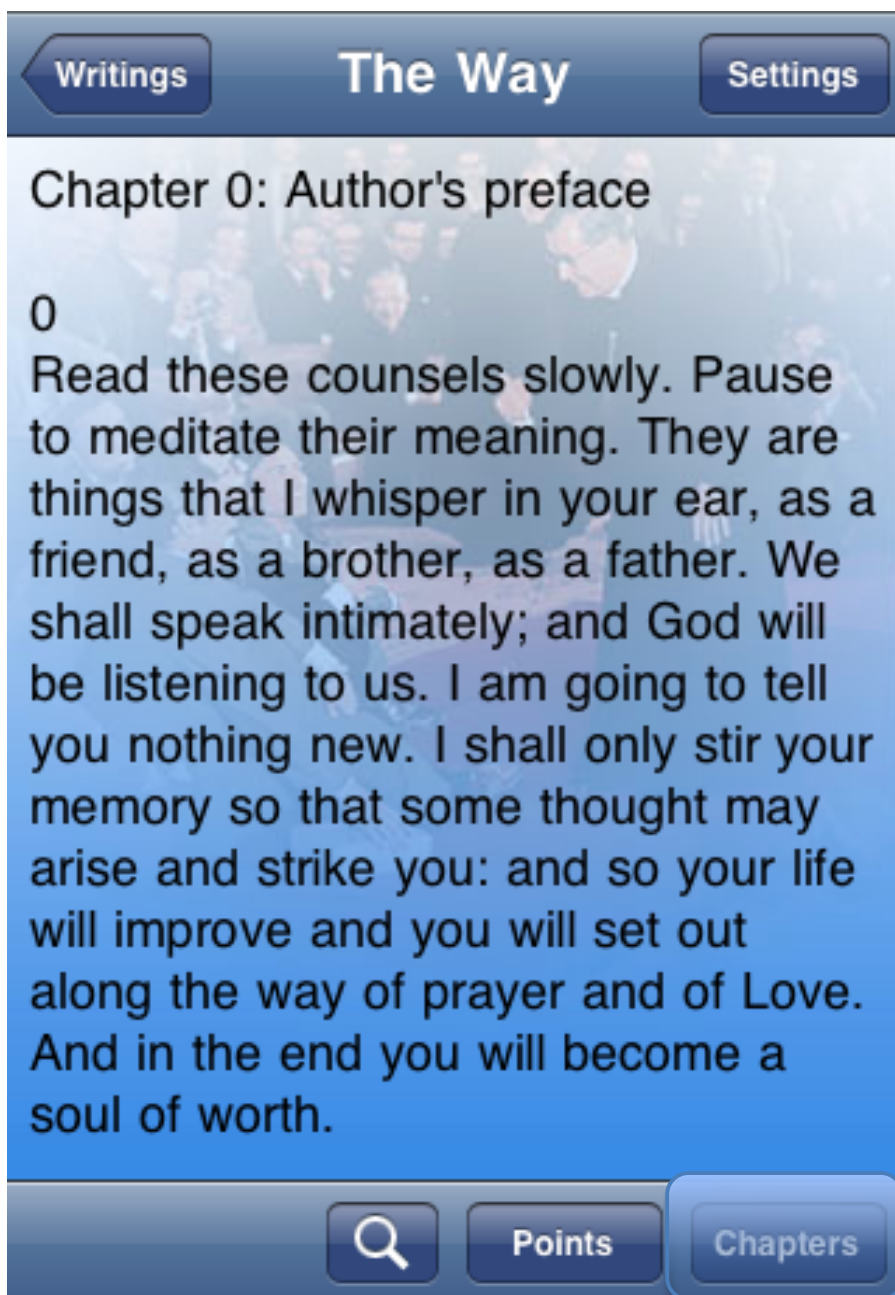 Writings
The Way
Settings
Chapter 0: Author's preface
0
Read these counsels slowly. Pause
to meditate their meaning. They are
things that I whisper in your ear, as a
friend, as a brother, as a father. We
shall speak intimately; and God will
be listening to us. I am going to tell
you nothing new. I shall only stir your
memory so that some thought may
arise and strike you: and so your life
will improve and you will set out
along the way of prayer and of Love.
And in the end you will become a
soul of worth.
Points
Chapters